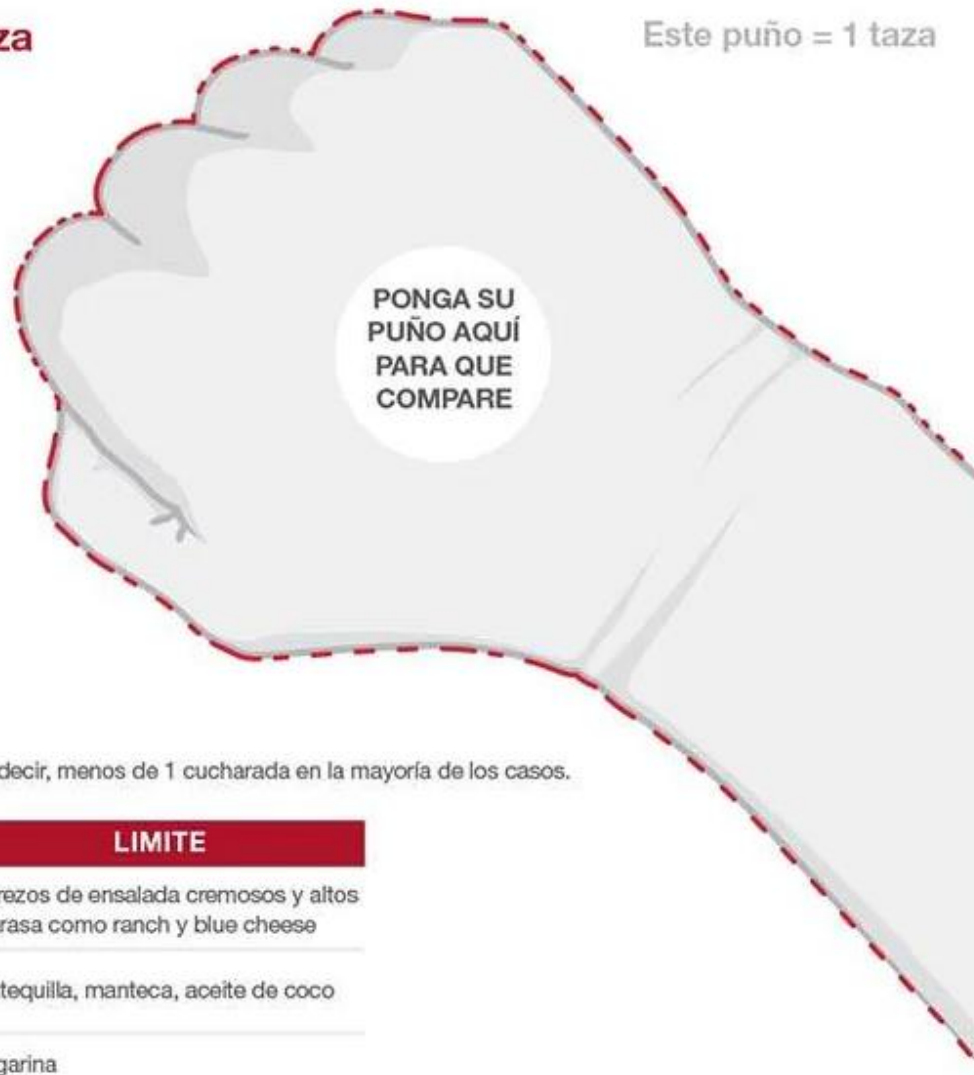 za
Este puño = 1 taza
PONGA SU
PUÑO AQUÍ
PARA QUE
COMPARE
decir, menos de 1 cucharada en la mayoría de los casos.
LIMITE
rezos de ensalada cremosos y altos
rasa como ranch y blue cheese
tequilla, manteca, aceite de coco
garina